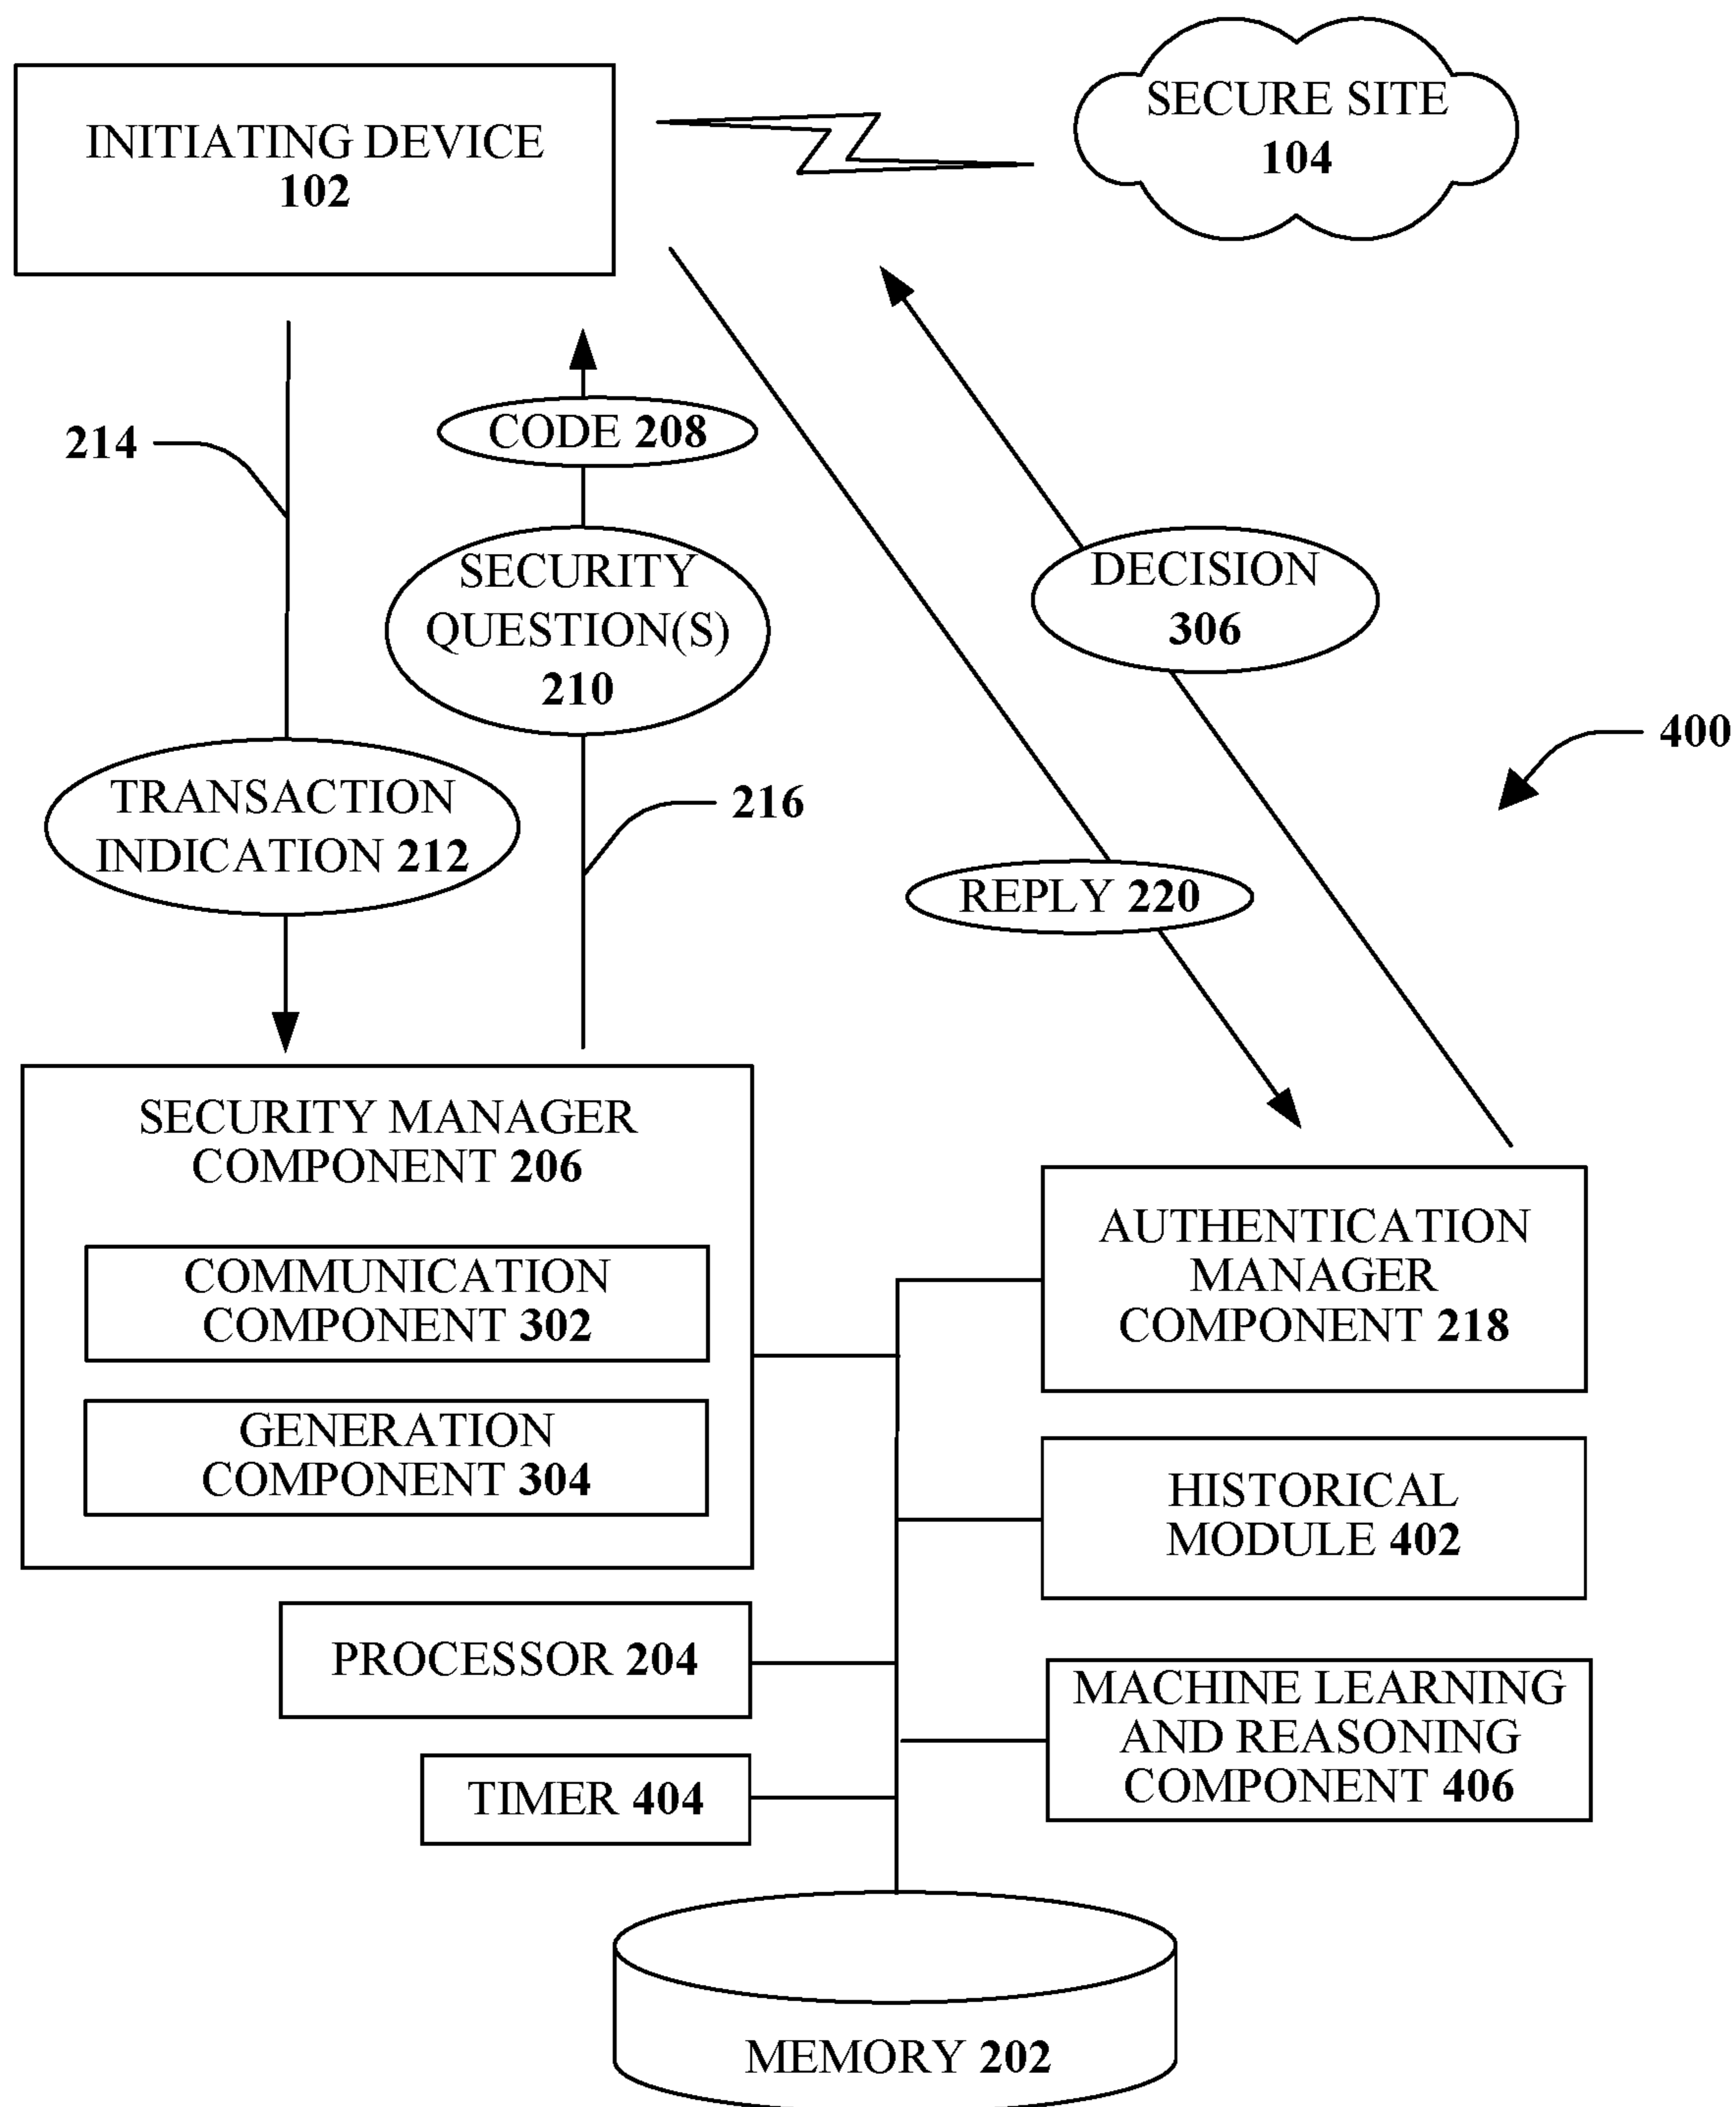 INITIATING DEVICE
102
SECURE SITE
104
214
CODE 208
SECURITY
QUESTION(S)
210
DECISION
306
400
TRANSACTION
INDICATION 212
216
REPLY 220
SECURITY MANAGER
COMPONENT 206
COMMUNICATION
COMPONENT 302
GENERATION
COMPONENT 304
AUTHENTICATION
MANAGER
COMPONENT 218
HISTORICAL
MODULE 402
PROCESSOR 204
MACHINE LEARNING
AND REASONING
COMPONENT 406
TIMER 404
MEMORY 202